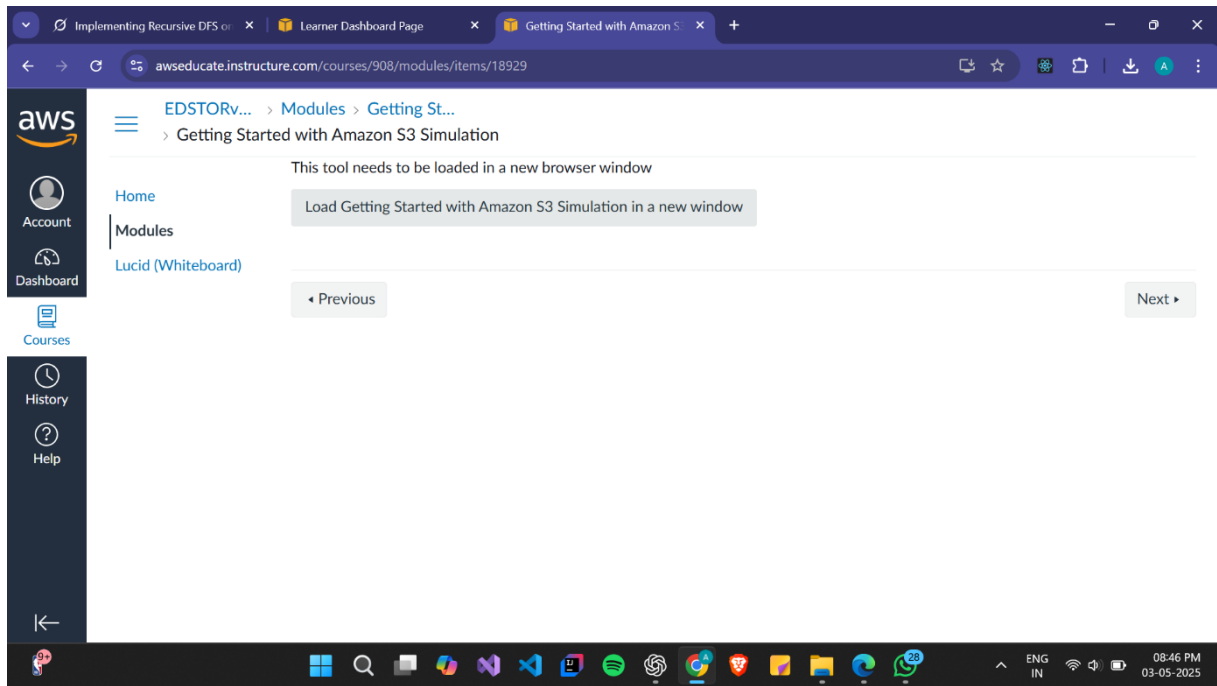 Implementing Recursive DFS on
Learner Dashboard Page
Getting Started with Amazon S3
awseducate.instructure.com/courses/908/modules/items/18929
A
aws
EDSTORv... > Modules > Getting St...
> Getting Started with Amazon S3 Simulation
This tool needs to be loaded in a new browser window
Load Getting Started with Amazon S3 Simulation in a new window
Account
Dashboard
Courses
History
Help
Home
Modules
Lucid (Whiteboard)
Previous
Next
9+
28
ENG
IN
08:46 PM
03-05-2025